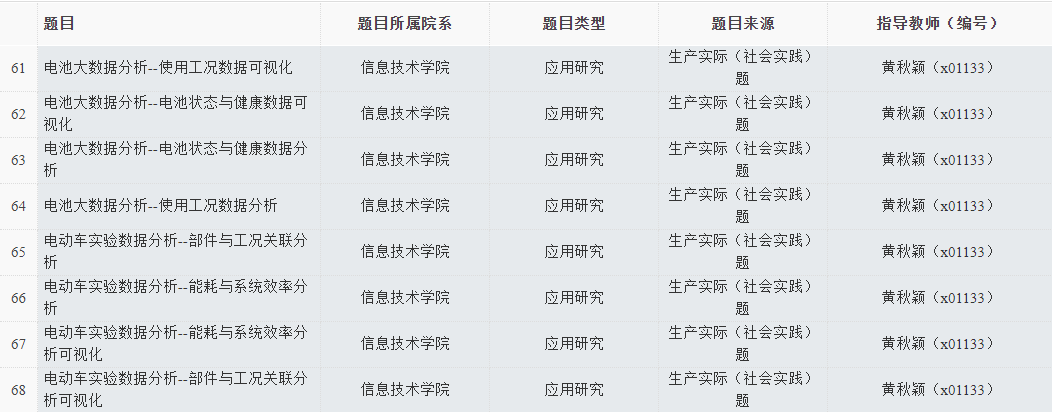 题目 题目所属院系 题目类型 题目来源 指导教师（编号）
61 电池大数据分析--使用工况数据可视化 信息技术学院 应用研究 生产实际（社会实践） 黄秋颖（x01133）
题
62 电池大数据分析--电池状态与健康数据可 信息技术学院 应用研究 生产实际（社会实践） 黄秋颖（x01133）
视化 题
63 电池大数据分析--电池状态与健康数据分 信息技术学院 应用研究 生产实际（社会实践） 黄秋颖（x01133）
析 题
64 电池大数据分析--使用工况数据分析 信息技术学院 应用研究 生产实际（社会实践） 黄秋颖（x01133）
题
65 电动车实验数据分析--部件与工况关联分 信息技术学院 应用研究 生产实际（社会实践） 黄秋颖（x01133）
析 题
66 电动车实验数据分析--能耗与系统效率分 信息技术学院 应用研究 生产实际（社会实践） 黄秋颖（x01133）
析 题
67 电动车实验数据分析--能耗与系统效率分 信息技术学院 应用研究 生产实际（社会实践） 黄秋颖（x01133）
析可视化 题
68 电动车实验数据分析--部件与工况关联分 信息技术学院 应用研究 生产实际（社会实践） 黄秋颖（x01133）
析可视化 题